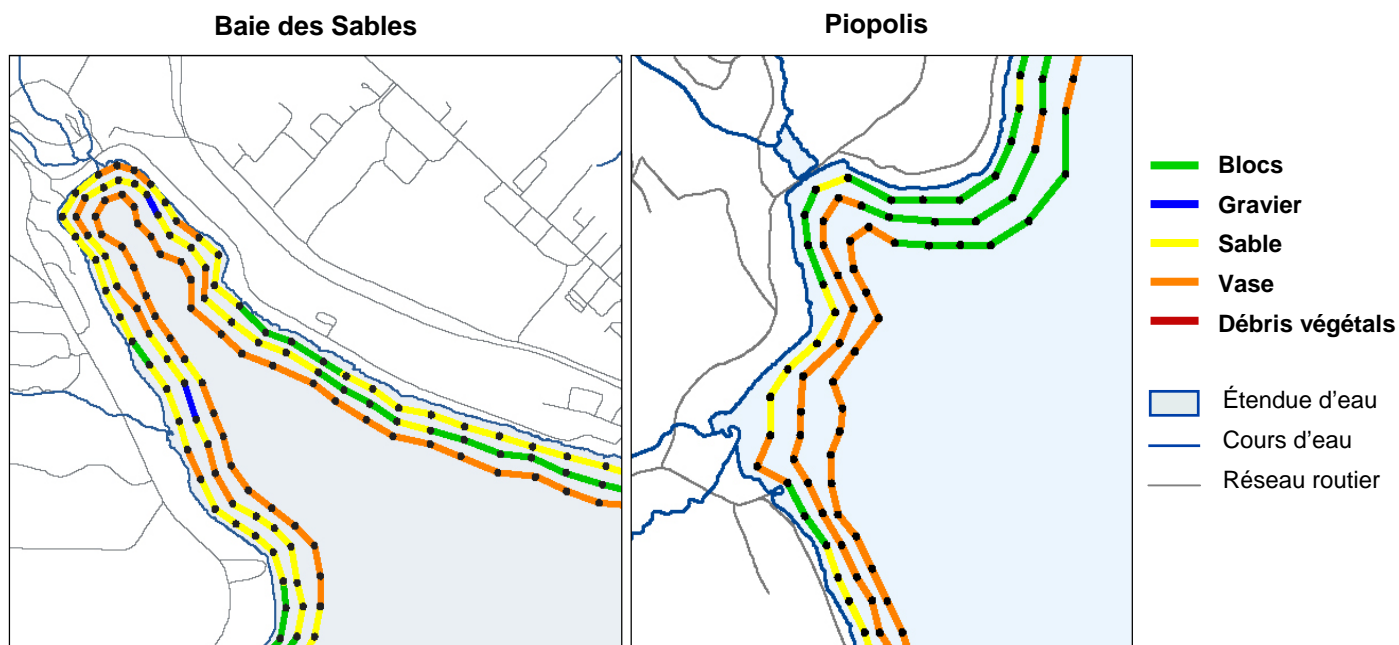 Baie des Sables
Piopolis
Blocs
Gravier
Sable
Vase
Débris végétals
Étendue d'eau
Cours d'eau
Réseau routier